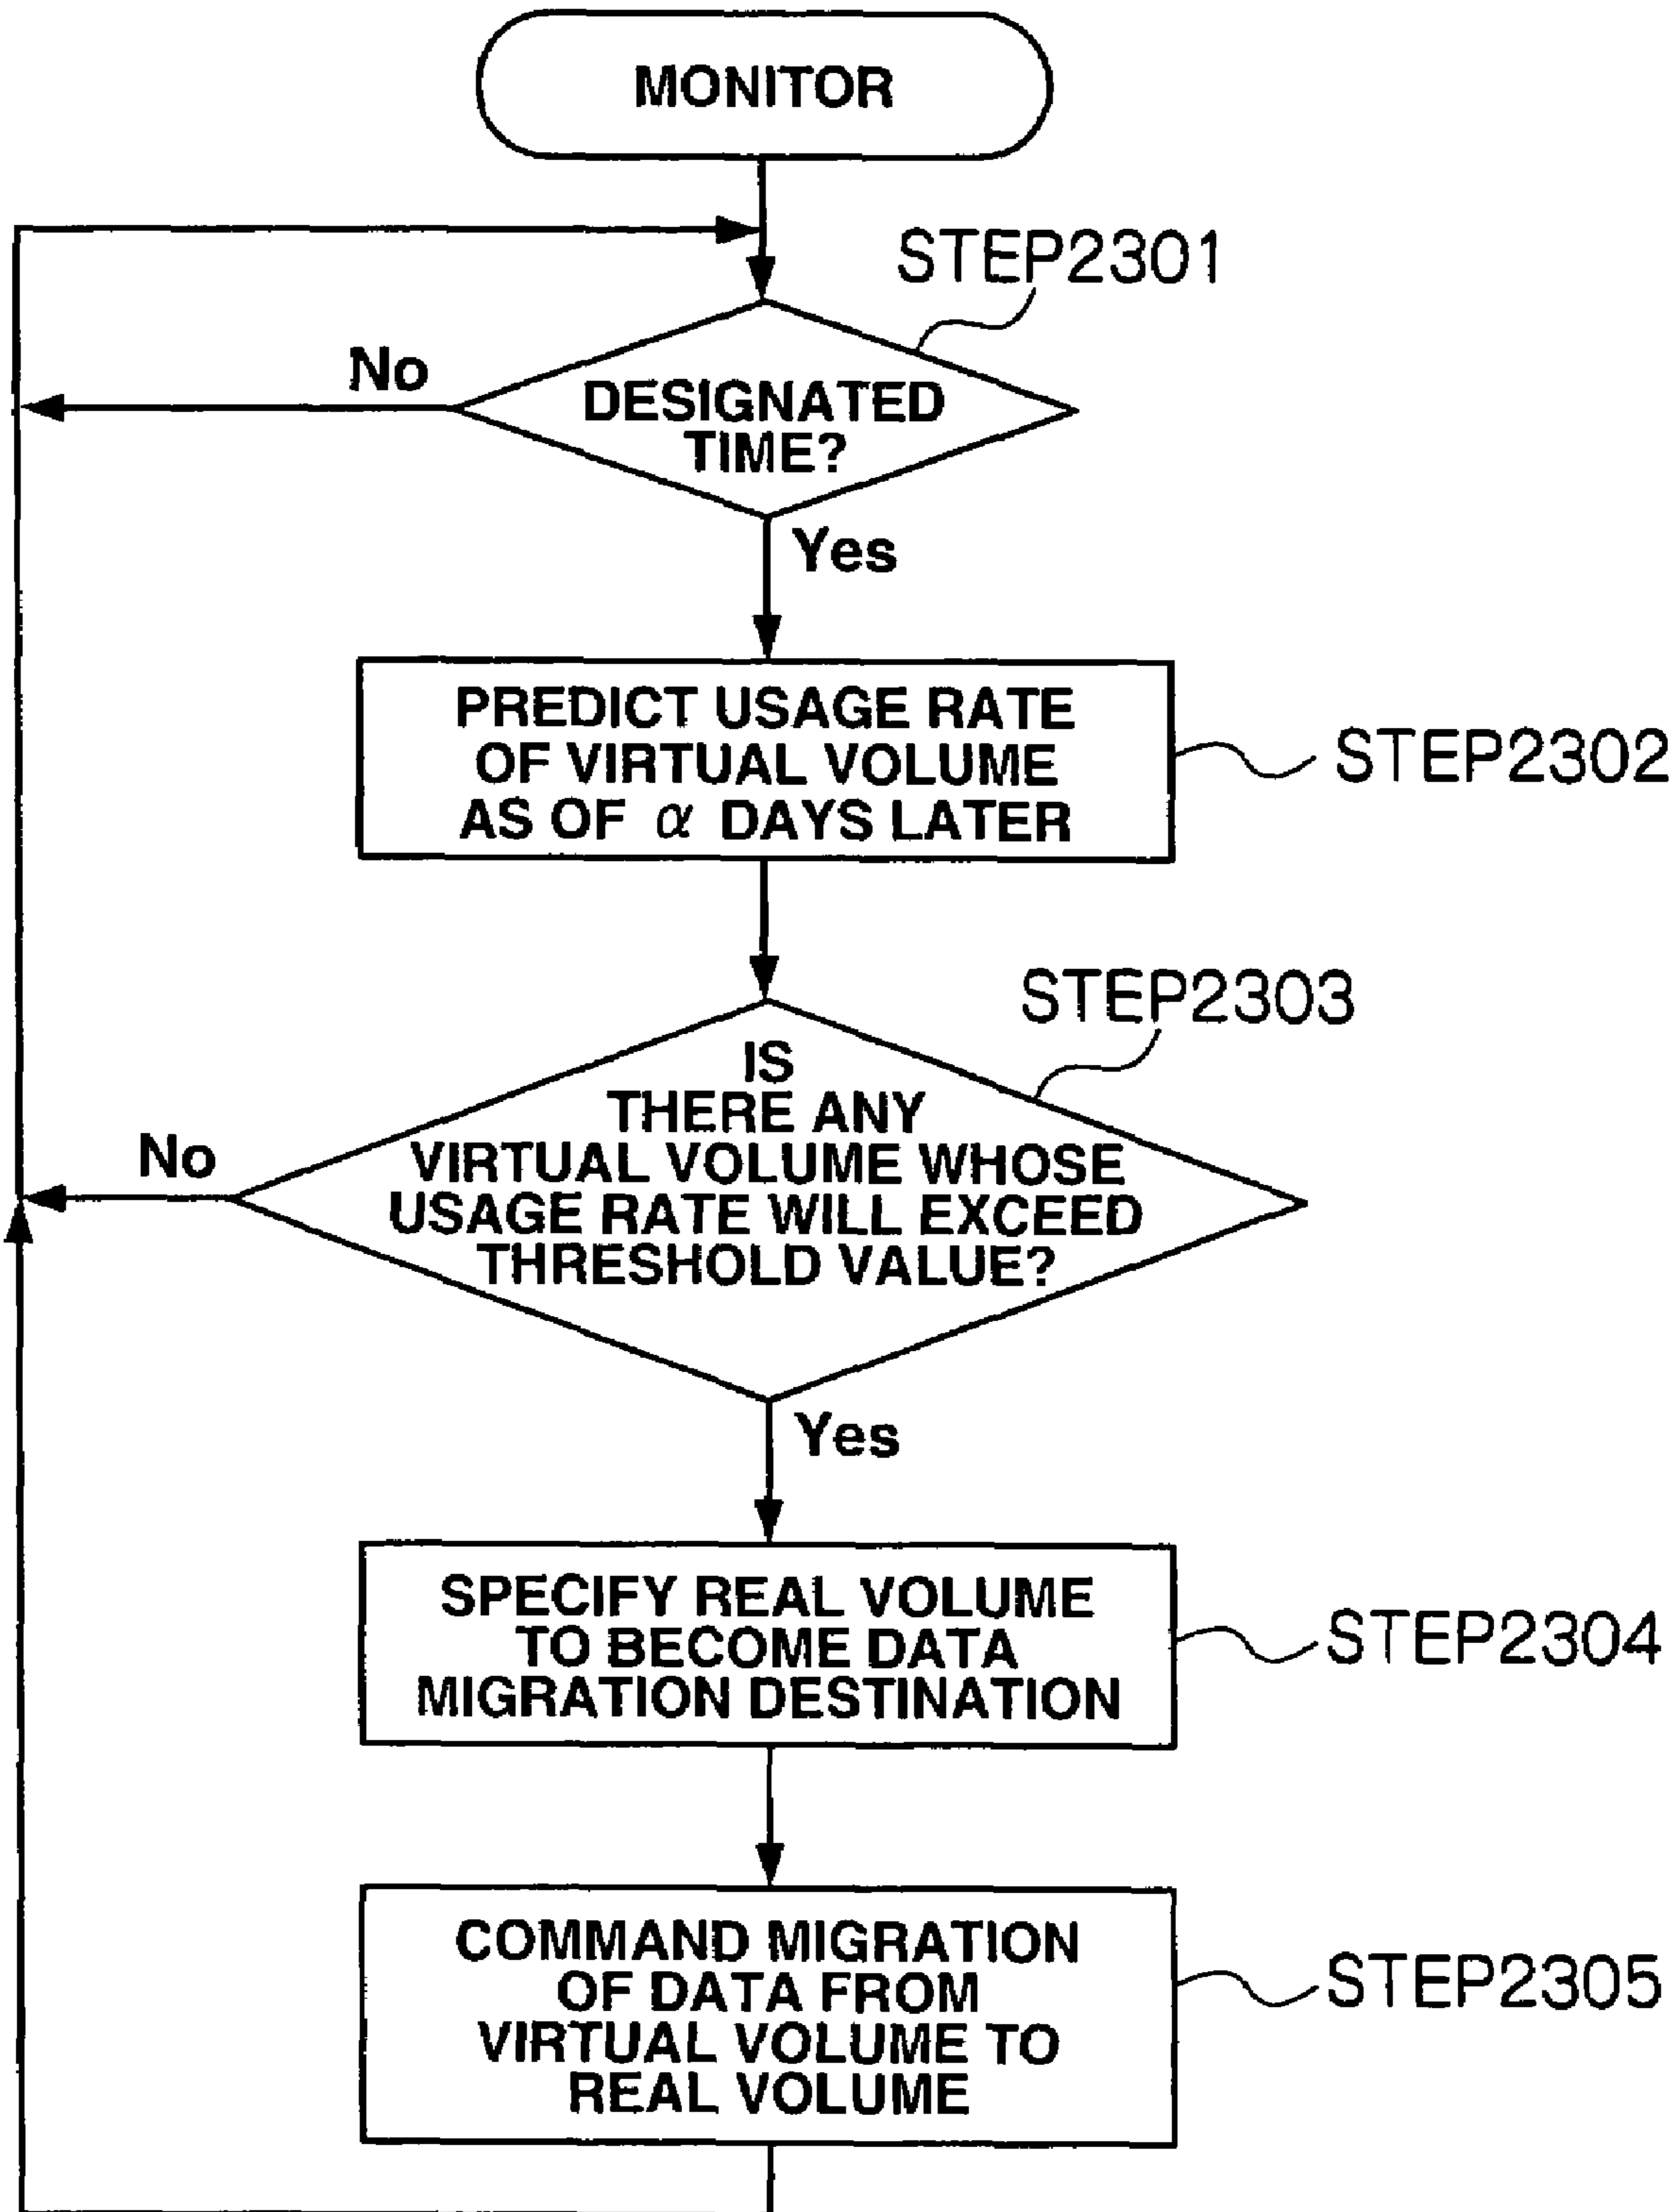 MONITOR
STEP2301
No
DESIGNATED
TIME?
Yes
PREDICT USAGE RATE
OF VIRTUAL VOLUME
AS OF α DAYS LATER
STEP2302
STEP2303
IS
THERE ANY
VIRTUAL VOLUME WHOSE
USAGE RATE WILL EXCEED
THRESHOLD VALUE?
No
Yes
SPECIFY REAL VOLUME
TO BECOME DATA
MIGRATION DESTINATION
STEP2304
COMMAND MIGRATION
OF DATA FROM
VIRTUAL VOLUME TO
REAL VOLUME
STEP2305